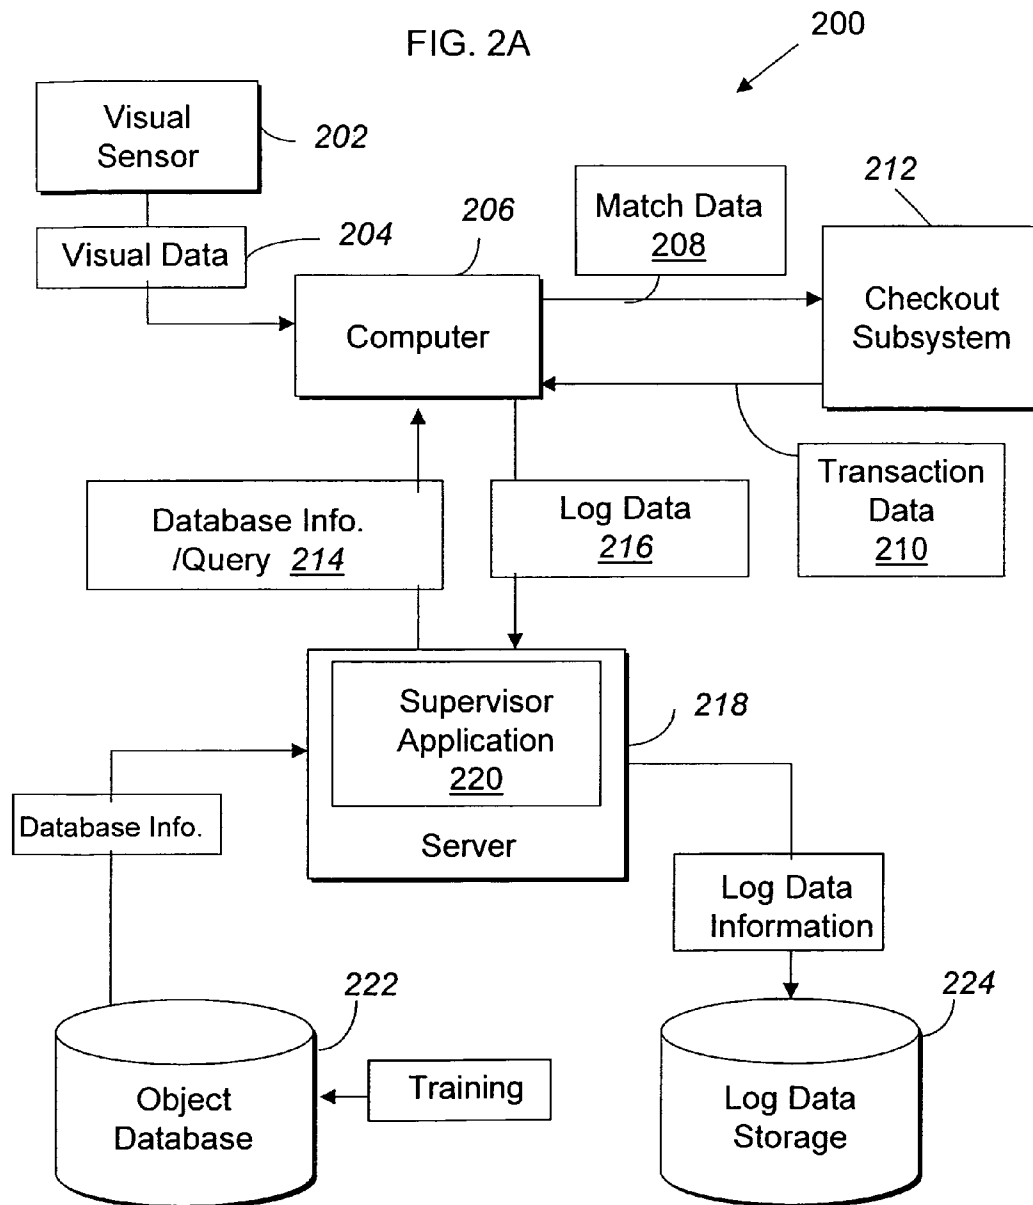 FIG. 2A
200
Visual
Sensor
202
Visual Data
204
206
Computer
Match Data
208
212
Checkout
Subsystem
Transaction
Data
210
Database Info.
/Query 214
Log Data
216
Supervisor
Application
220
Server
218
Database Info.
Log Data
Information
222
Object
Database
Training
224
Log Data
Storage